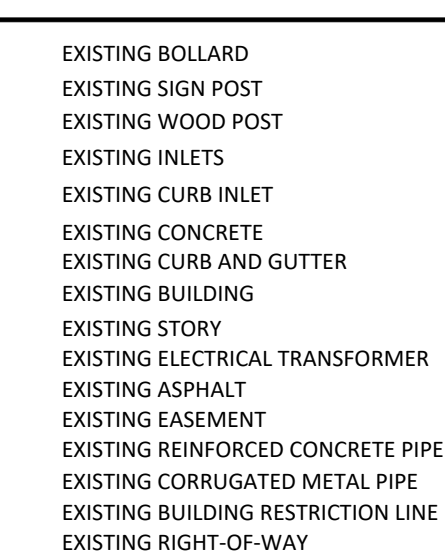 EXISTING BOLLARD
EXISTING SIGN POST
EXISTING WOOD POST
EXISTING INLETS
EXISTING CURB INLET
EXISTING CONCRETE
EXISTING CURB AND GUTTER
EXISTING BUILDING
EXISTING STORY
EXISTING ELECTRICAL TRANSFORMER
EXISTING ASPHALT
EXISTING EASEMENT
EXISTING REINFORCED CONCRETE PIPE
EXISTING CORRUGATED METAL PIPE
EXISTING BUILDING RESTRICTION LINE
EXISTING RIGHT-OF-WAY